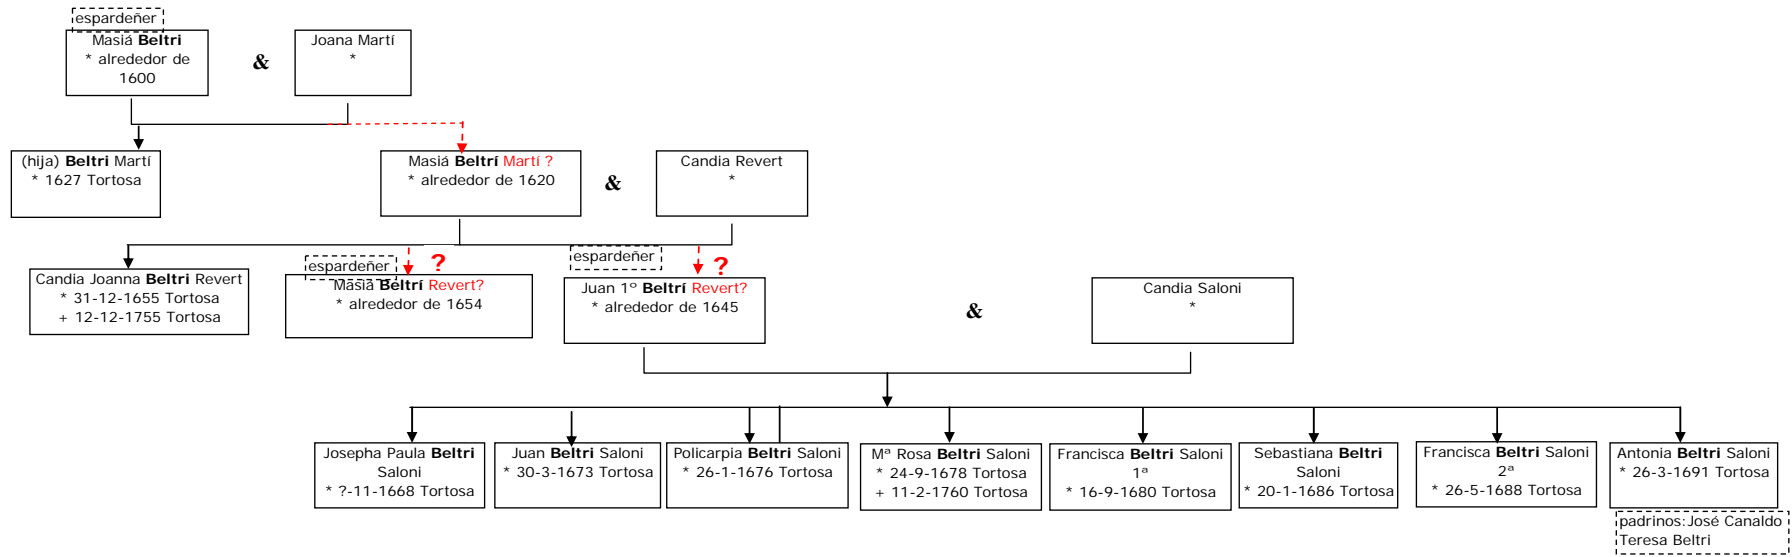 espardeñer
Masiá Beltri
* alrededor de
1600
&
Joana Martí
*
(hija) Beltri Martí
* 1627 Tortosa
Masiá Beltrí Martí ?
* alrededor de 1620
&
Candia Revert
*
Candia Joanna Beltri Revert
* 31-12-1655 Tortosa
+ 12-12-1755 Tortosa
espardeñer
?
Masiá Beltrí Revert?
* alrededor de 1654
espardeñer
?
Juan 1º Beltrí Revert?
* alrededor de 1645
&
Candia Saloni
*
Josepha Paula Beltri
Saloni
* ?-11-1668 Tortosa
Juan Beltri Saloni
* 30-3-1673 Tortosa
Policarpia Beltri Saloni
* 26-1-1676 Tortosa
Mª Rosa Beltri Saloni
* 24-9-1678 Tortosa
+ 11-2-1760 Tortosa
Francisca Beltri Saloni
1ª
* 16-9-1680 Tortosa
Sebastiana Beltri
Saloni
* 20-1-1686 Tortosa
Francisca Beltri Saloni
2ª
* 26-5-1688 Tortosa
Antonia Beltri Saloni
* 26-3-1691 Tortosa
padrinos:José Canaldo
Teresa Beltri